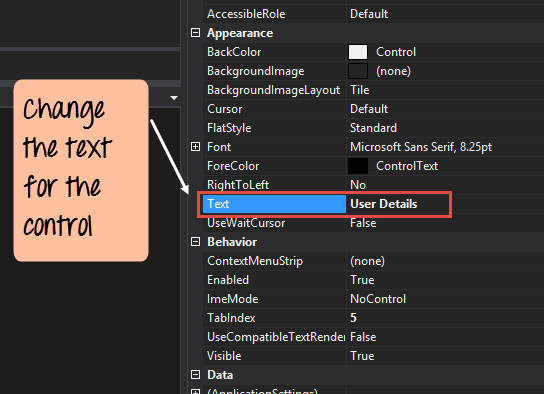 AccessibleRole Default
Appearance
BackColor Control
BackgroundImage (none)
BackgroundImageLayout Tile
Cursor Default
FlatStyle Standard
Font Microsoft Sans Serif, 8.25pt
ForeColor ControlText
RightToLeft No
Text User Details
UseWaitCursor False
Behavior
ContextMenuStrip (none)
Enabled True
ImeMode NoControl
TabIndex 5
UseCompatibleTextRender False
Visible True
Data
(ApplicationSettings)
Change
the text
for the
control